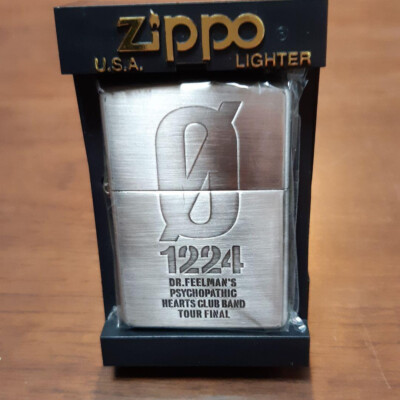 zippo
U.S.A. LIGHTER
Ø
1224
DR.FEELMAN'S
PSYCHOPATHIC
HEARTS CLUB BAND
TOUR FINAL